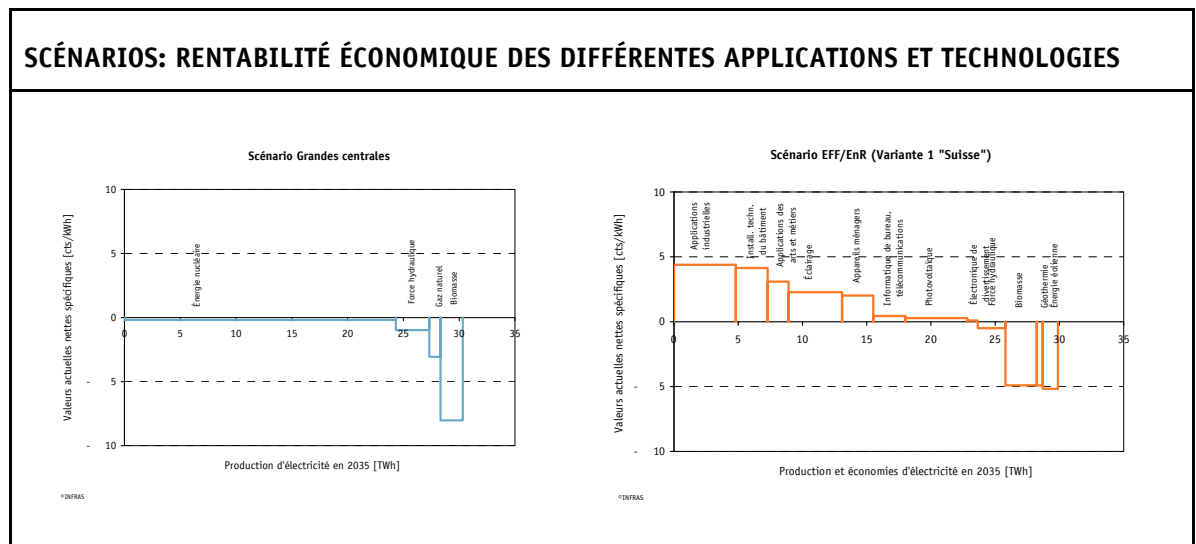 SCÉNARIOS: RENTABILITÉ ÉCONOMIQUE DES DIFFÉRENTES APPLICATIONS ET TECHNOLOGIES
Scénario Grandes centrales
Valeurs actuelles nettes spécifiques [cts/kWh]
10
5
0
- 5
- 10
Énergie nucléaire
Force hydraulique
Gaz naturel
Biomasse
0 5 10 15 20 25 30 35
Production d'électricité en 2035 [TWh]
©INFRAS
Scénario EFF/EnR (Variante 1 "Suisse")
Valeurs actuelles nettes spécifiques [cts/kWh]
10
5
0
- 5
- 10
Applications
industrielles
Install. techn.
du bâtiment
Applications des
arts et métiers
Éclairage
Appareils ménagers
Informatique de bureau,
télécommunications
Photovoltaïque
Électronique de
divertissement
Force hydraulique
Biomasse
Géothermie
Énergie éolienne
0 5 10 15 20 25 30 35
Production et économies d'électricité en 2035 [TWh]
©INFRAS